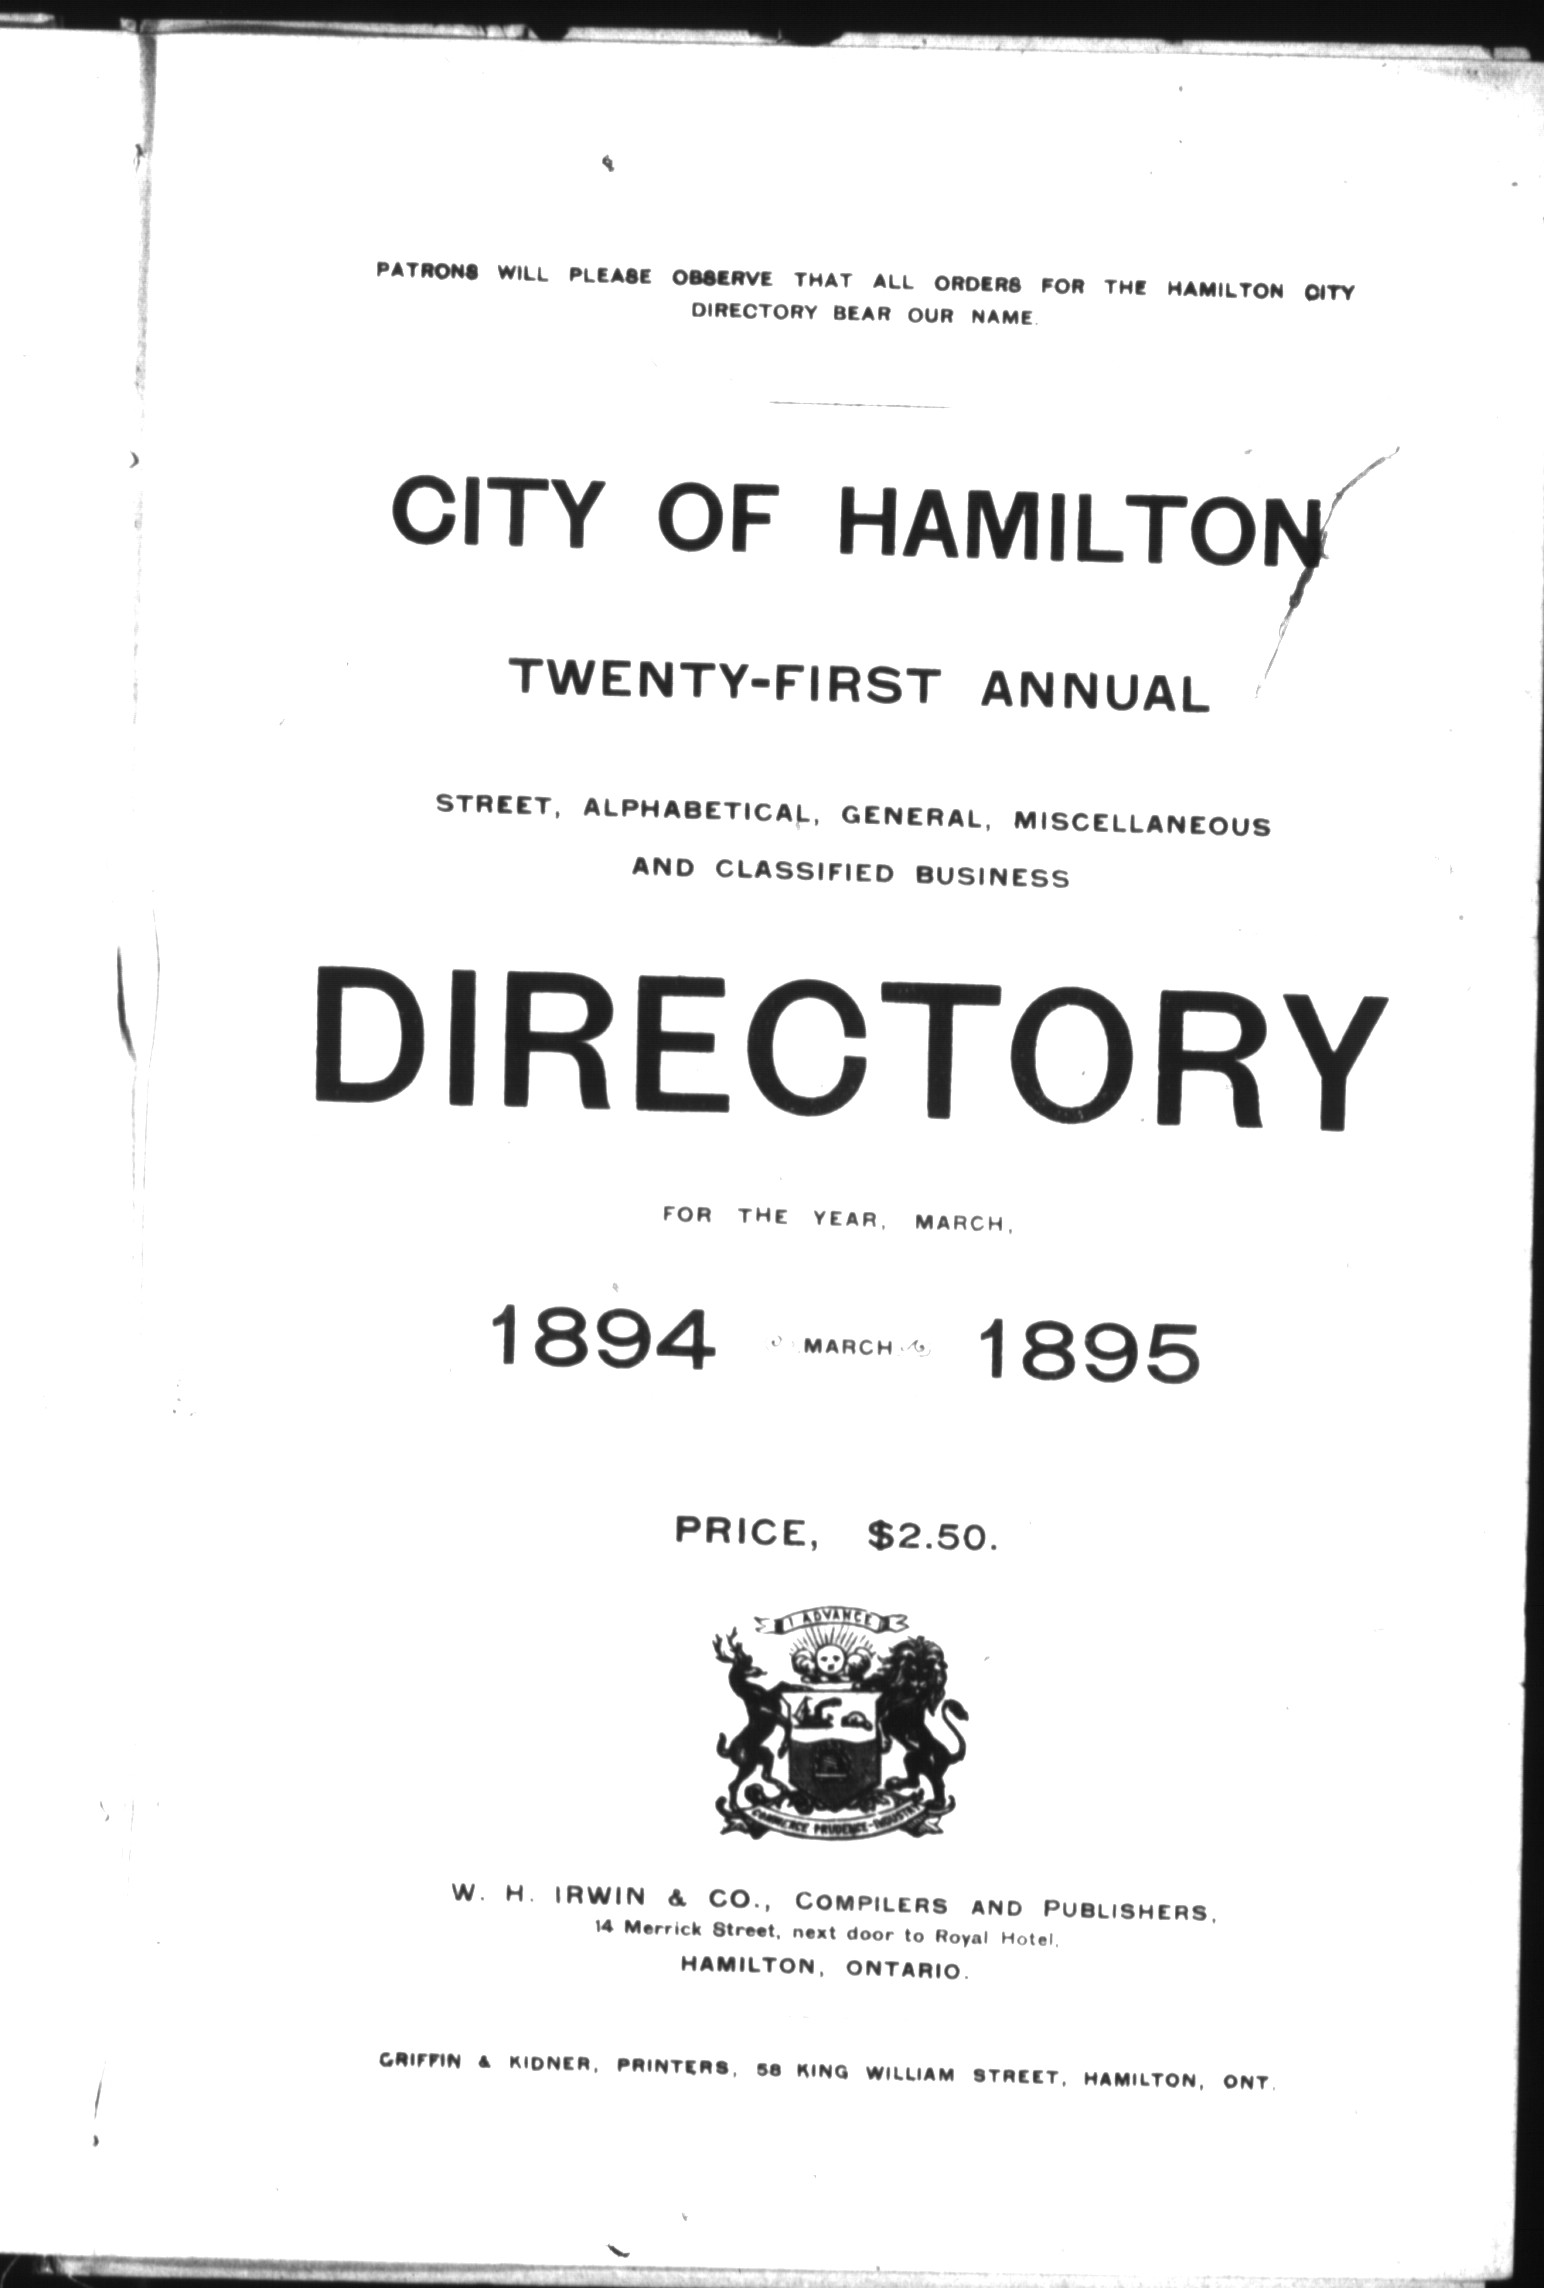 PATRONS WILL PLEASE OBSERVE THAT ALL ORDERS FOR THE HAMILTON CITY
DIRECTORY BEAR OUR NAME.
CITY OF HAMILTON
TWENTY-FIRST ANNUAL
STREET, ALPHABETICAL, GENERAL, MISCELLANEOUS
AND CLASSIFIED BUSINESS
DIRECTORY
FOR THE YEAR, MARCH,
1894 MARCH 1895
PRICE, $2.50.
I ADVANCE
COMMERCE PRUDENCE-INDUSTRY
W. H. IRWIN & CO., COMPILERS AND PUBLISHERS,
14 Merrick Street, next door to Royal Hotel,
HAMILTON, ONTARIO.
GRIFFIN & KIDNER, PRINTERS, 58 KING WILLIAM STREET, HAMILTON, ONT.